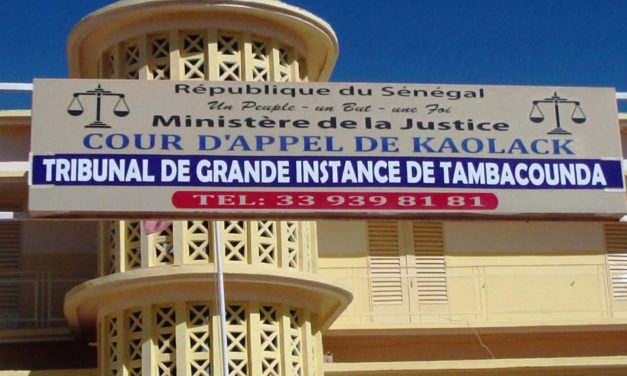 République du Sénégal
Un Peuple - un But - une Foi
Ministère de la Justice
COUR D'APPEL DE KAOLACK
TRIBUNAL DE GRANDE INSTANCE DE TAMBACOUNDA
TEL: 33 939 81 81